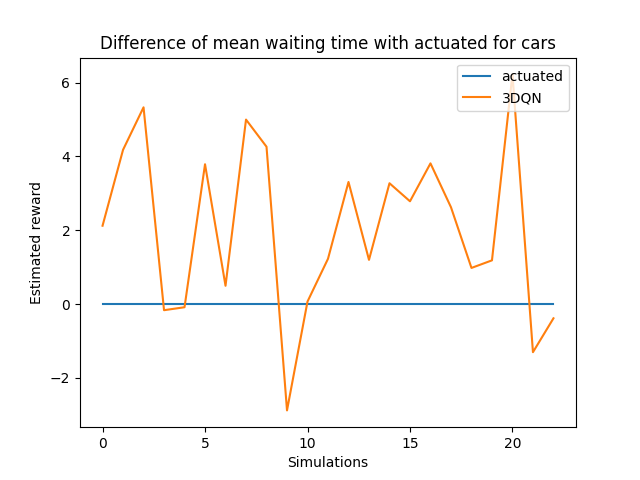 Difference of mean waiting time with actuated for cars
actuated
3DQN
6
4
2
0
−2
Estimated reward
0 5 10 15 20
Simulations